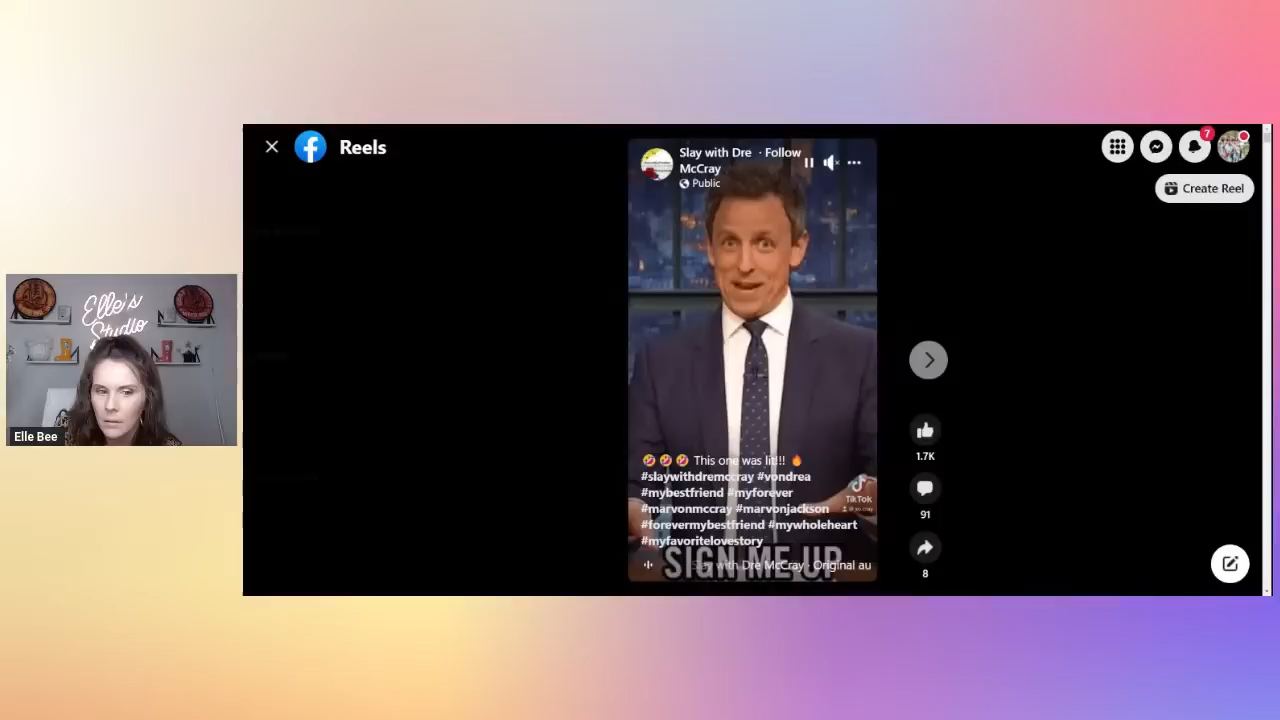 Reels
7
Create Reel
Slay with Dre · Follow
McCray
Public
Elle's
Studio
Elle Bee
🤣 🤣 🤣 This one was lit!!! 🔥
#slaywithdremccray #vondrea
#mybestfriend #myforever
#marvonmccray #marvonjackson
#forevermybestfriend #mywholeheart
#myfavoritelovestory
TikTok
SIGN ME UP
Slay with Dre McCray · Original au
1.7K
91
8